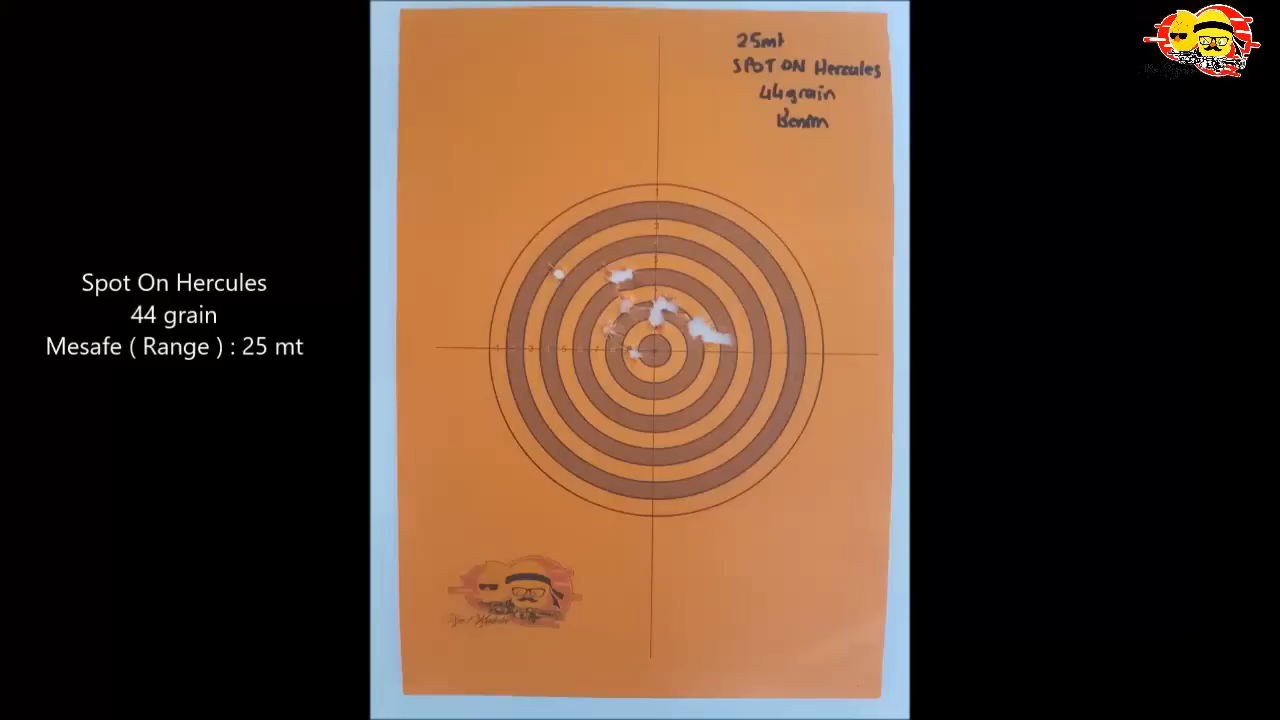 Spot On Hercules
44 grain
Mesafe ( Range ) : 25 mt
25mt
SPOT ON Hercules
44grain